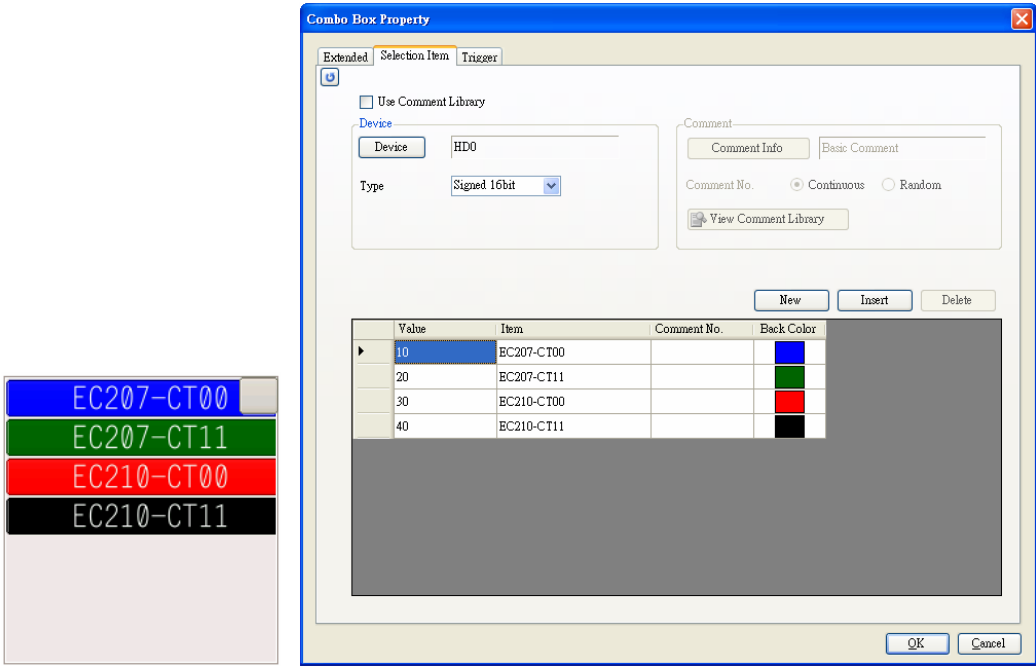 EC207-CT00
EC207-CT11
EC210-CT00
EC210-CT11
Combo Box Property
Extended Selection Item Trigger
Use Comment Library
Device
Device HD0
Type Signed 16bit
Comment
Comment Info Basic Comment
Comment No. Continuous Random
View Comment Library
New Insert Delete
Value Item Comment No. Back Color
10 EC207-CT00
20 EC207-CT11
30 EC210-CT00
40 EC210-CT11
OK Cancel